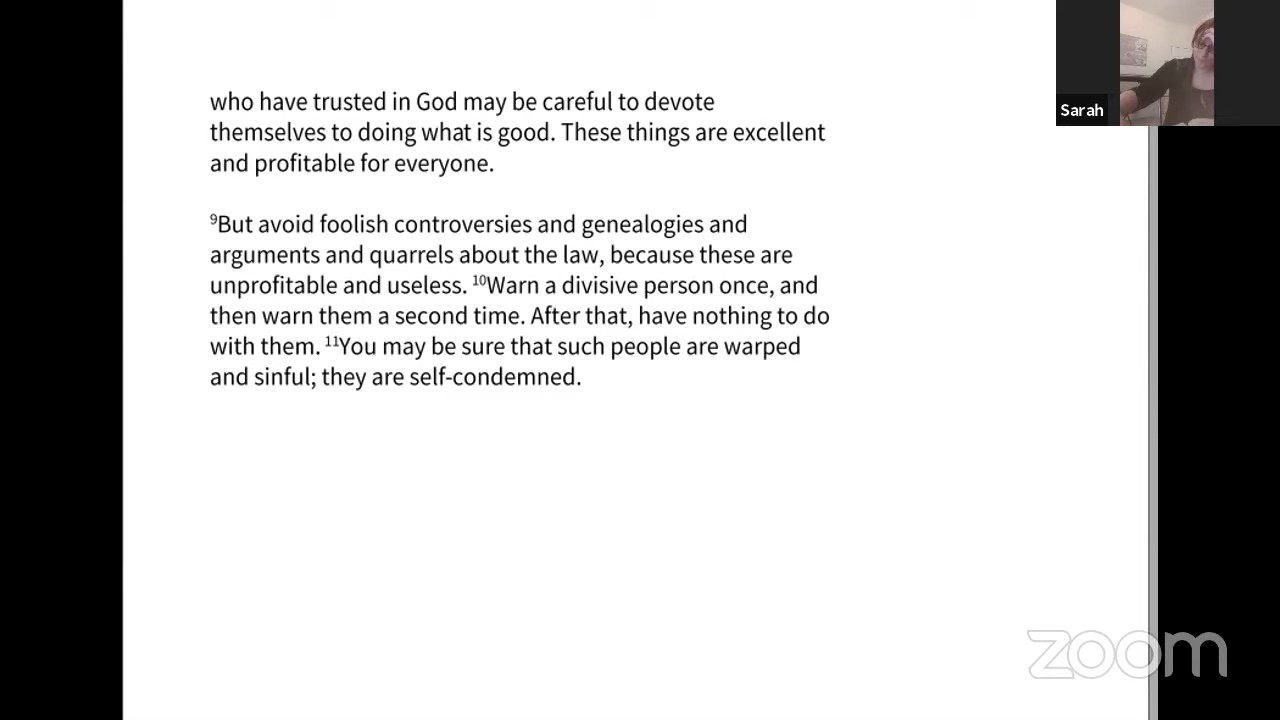 who have trusted in God may be careful to devote
themselves to doing what is good. These things are excellent
and profitable for everyone.
⁹But avoid foolish controversies and genealogies and
arguments and quarrels about the law, because these are
unprofitable and useless. ¹⁰Warn a divisive person once, and
then warn them a second time. After that, have nothing to do
with them. ¹¹You may be sure that such people are warped
and sinful; they are self-condemned.
Sarah
zoom